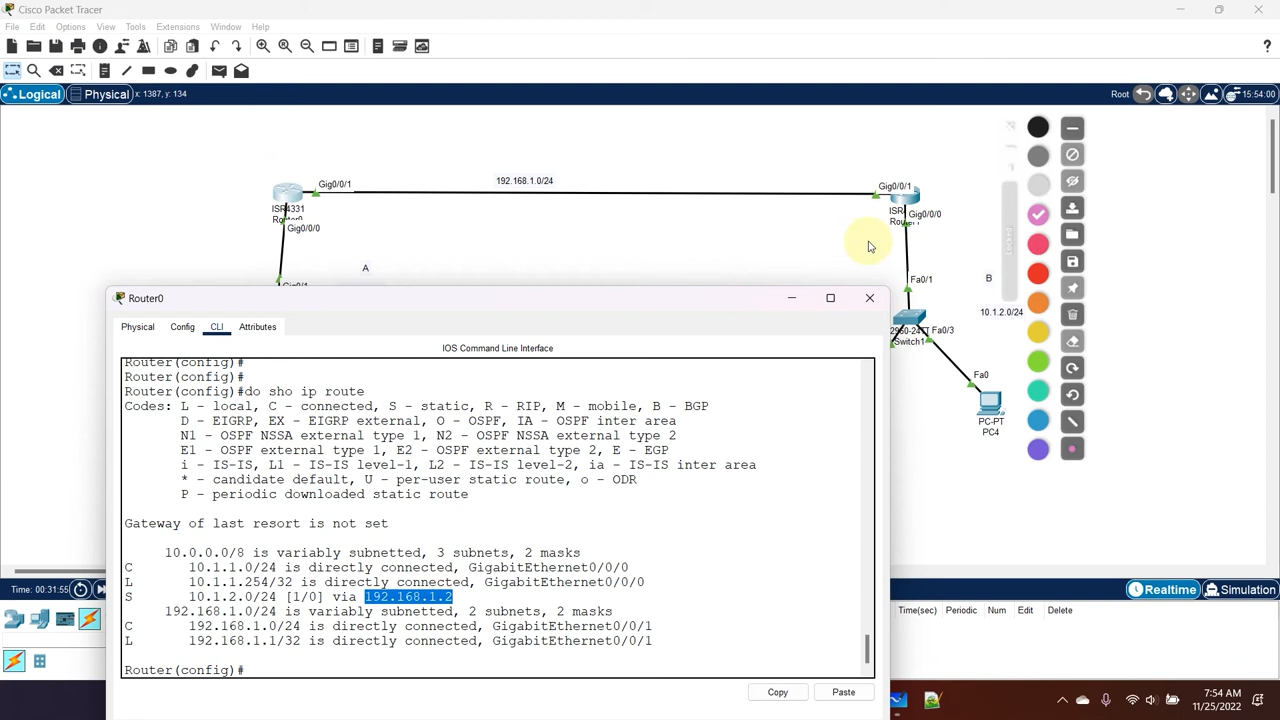 Cisco Packet Tracer
File Edit Options View Tools Extensions Window Help
Logical Physical x: 1387, y: 134 Root 15:54:00
Gig0/0/1 192.168.1.0/24 Gig0/0/1
ISR4331
Gig0/0/0
Gig0/0/0
A
Fa0/1
B
10.1.2.0/24
Switch1
Fa0/3
Fa0
PC-PT
PC4
Router0
Physical Config CLI Attributes
IOS Command Line Interface
Router(config)#
Router(config)#
Router(config)#do sho ip route
Codes: L - local, C - connected, S - static, R - RIP, M - mobile, B - BGP
D - EIGRP, EX - EIGRP external, O - OSPF, IA - OSPF inter area
N1 - OSPF NSSA external type 1, N2 - OSPF NSSA external type 2
E1 - OSPF external type 1, E2 - OSPF external type 2, E - EGP
i - IS-IS, L1 - IS-IS level-1, L2 - IS-IS level-2, ia - IS-IS inter area
* - candidate default, U - per-user static route, o - ODR
P - periodic downloaded static route
Gateway of last resort is not set
10.0.0.0/8 is variably subnetted, 3 subnets, 2 masks
C 10.1.1.0/24 is directly connected, GigabitEthernet0/0/0
L 10.1.1.254/32 is directly connected, GigabitEthernet0/0/0
S 10.1.2.0/24 [1/0] via 192.168.1.2
192.168.1.0/24 is variably subnetted, 2 subnets, 2 masks
C 192.168.1.0/24 is directly connected, GigabitEthernet0/0/1
L 192.168.1.1/32 is directly connected, GigabitEthernet0/0/1
Router(config)#
Copy Paste
Time: 00:31:55 Realtime Simulation
Time(sec) Periodic Num Edit Delete
7:54 AM
11/25/2022